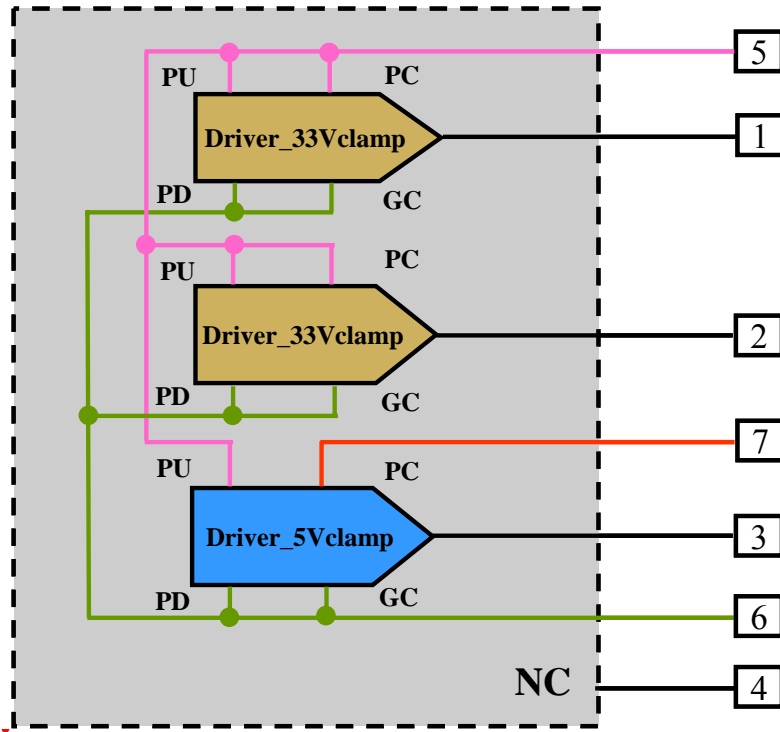 5
PU PC
Driver_33Vclamp 1
PD GC
PU PC
Driver_33Vclamp 2
PD GC
7
PU PC
Driver_5Vclamp 3
PD GC
6
NC 4